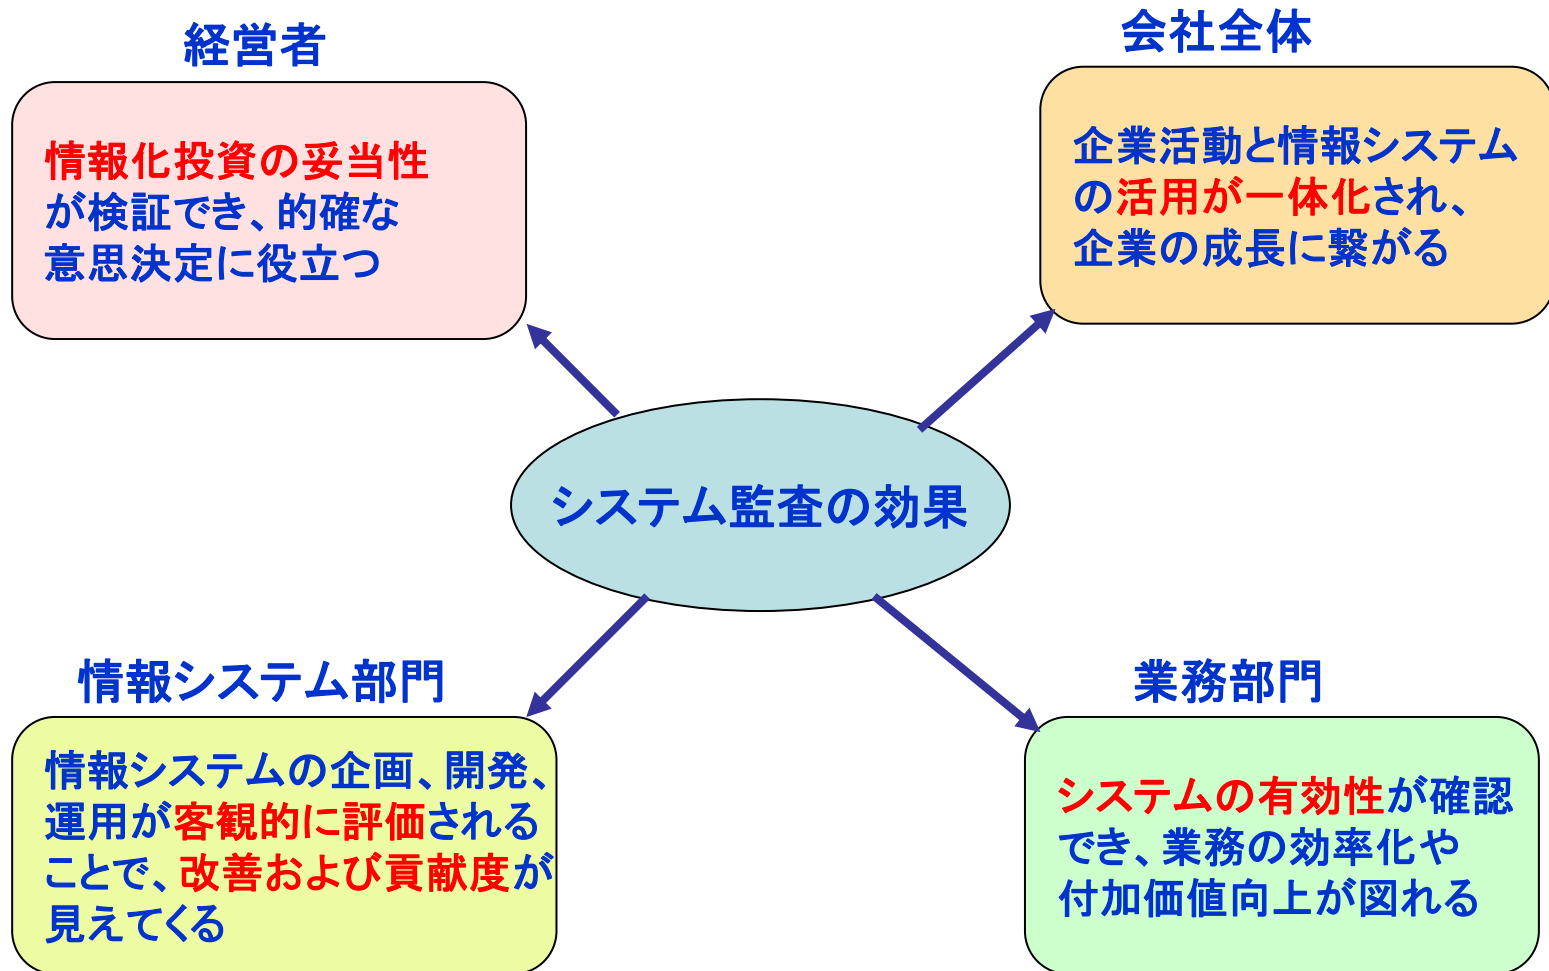 経営者
情報化投資の妥当性
が検証でき、的確な
意思決定に役立つ
会社全体
企業活動と情報システム
の活用が一体化され、
企業の成長に繋がる
システム監査の効果
情報システム部門
情報システムの企画、開発、
運用が客観的に評価される
ことで、改善および貢献度が
見えてくる
業務部門
システムの有効性が確認
でき、業務の効率化や
付加価値向上が図れる